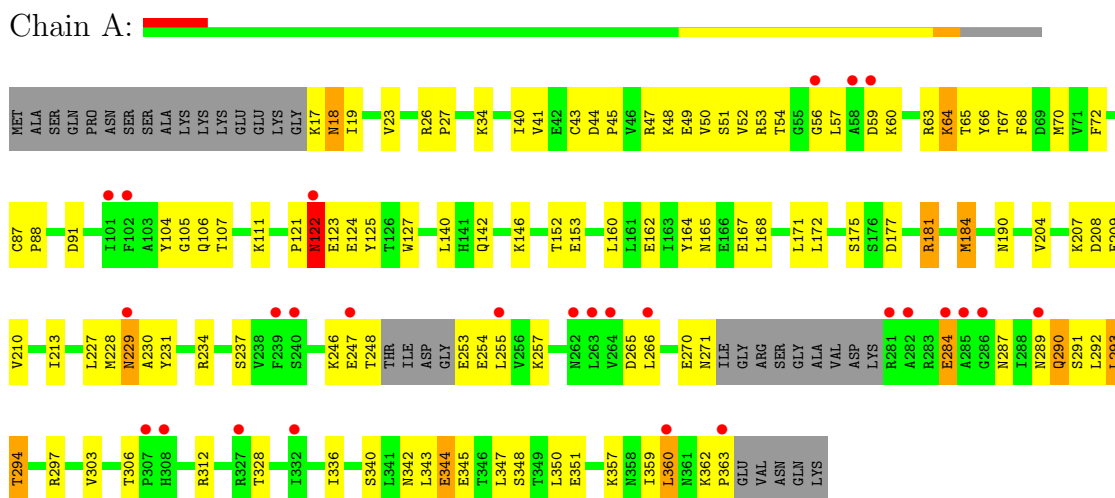 Chain A:
MET ALA SER GLN PRO ASN SER SER ALA LYS LYS LYS GLU GLU LYS GLY K17 N18 I19 V23 R26 P27 K34 I40 V41 E42 C43 D44 P45 V46 R47 K48 E49 V50 S51 V52 R53 T54 G55 G56 L57 A58 D59 K60 R63 K64 T65 Y66 T67 F68 D69 M70 V71 F72
C87 P88 D91 I101 F102 A103 Y104 G105 Q106 T107 K111 P121 N122 E123 E124 Y125 T126 W127 L140 H141 Q142 K146 T152 E153 L160 L161 E162 I163 Y164 N165 E166 E167 L168 L171 L172 S175 S176 D177 R181 M184 N190 V204 K207 D208
V210 I213 L227 M228 N229 A230 Y231 R234 S237 V238 F239 S240 K246 E247 T248 THR ILE ASP GLY E253 E254 L255 V256 K257 N262 L263 V264 D265 L266 E270 N271 ILE GLY ARG SER GLY ALA VAL ASP LYS R281 A282 R283 E284 A285 G286 N287 I288 N289 Q290 S291 L292
T294 R297 V303 T306 P307 H308 R312 R327 T328 I332 I336 S340 L341 N342 L343 E344 E345 T346 L347 S348 T349 L350 E351 K357 N358 I359 L360 N361 K362 P363 GLU VAL ASN GLN LYS